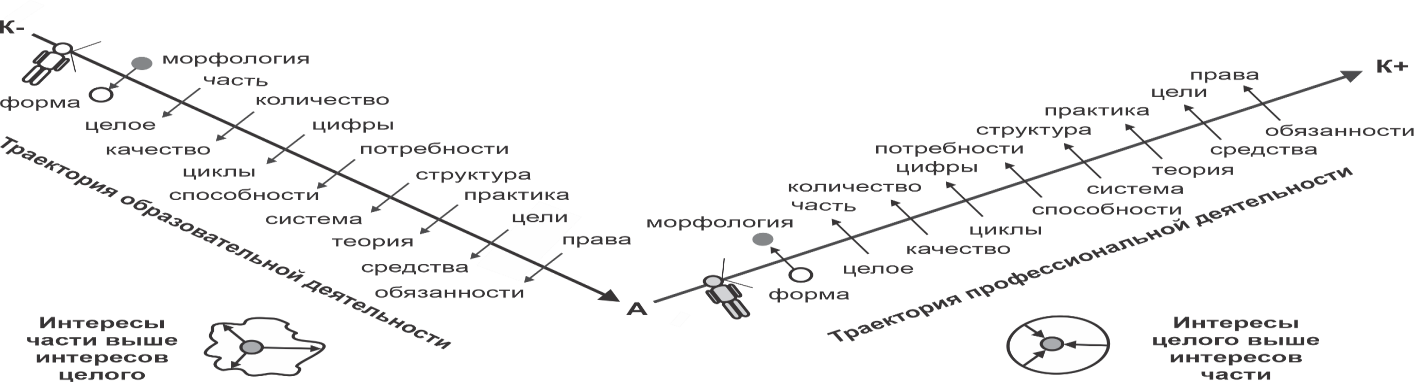 К-
морфология
форма
часть
целое
количество
качество
цифры
циклы
потребности
способности
структура
система
практика
теория
цели
средства
права
обязанности
Траектория образовательной деятельности
А
Интересы
части выше
интересов
целого
К+
морфология
форма
часть
целое
количество
качество
цифры
циклы
потребности
способности
структура
система
практика
теория
цели
средства
права
обязанности
Траектория профессиональной деятельности
Интересы
целого выше
интересов
части